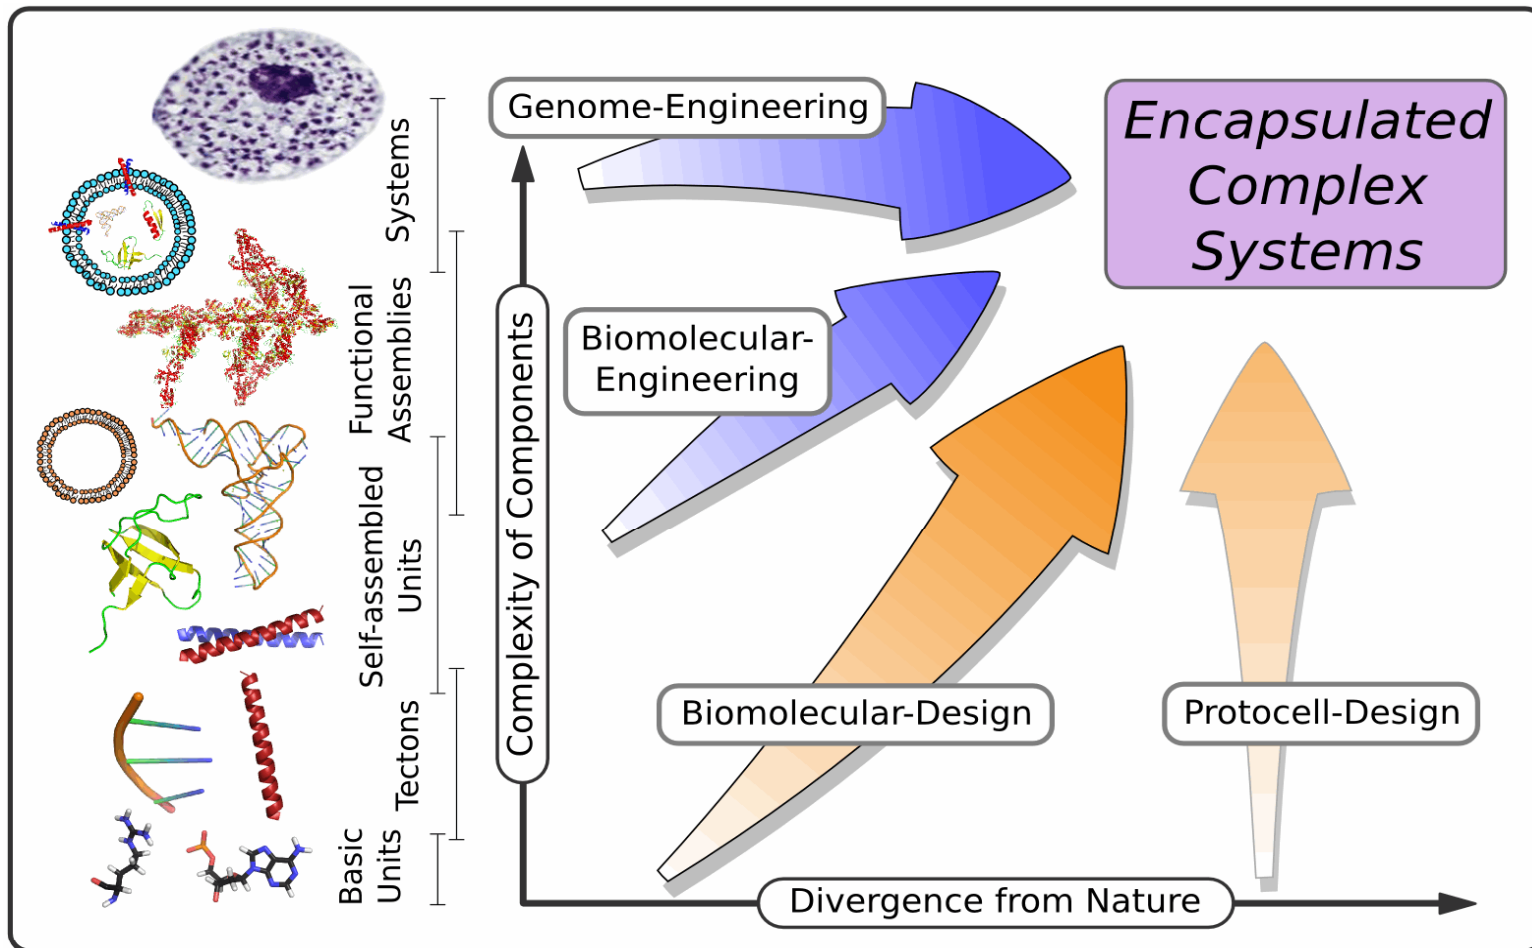 Genome-Engineering
Encapsulated
Complex
Systems
Systems
Biomolecular-
Engineering
Functional
Assemblies
Complexity of Components
Self-assembled
Units
Biomolecular-Design
Protocell-Design
Tectons
Basic
Units
Divergence from Nature